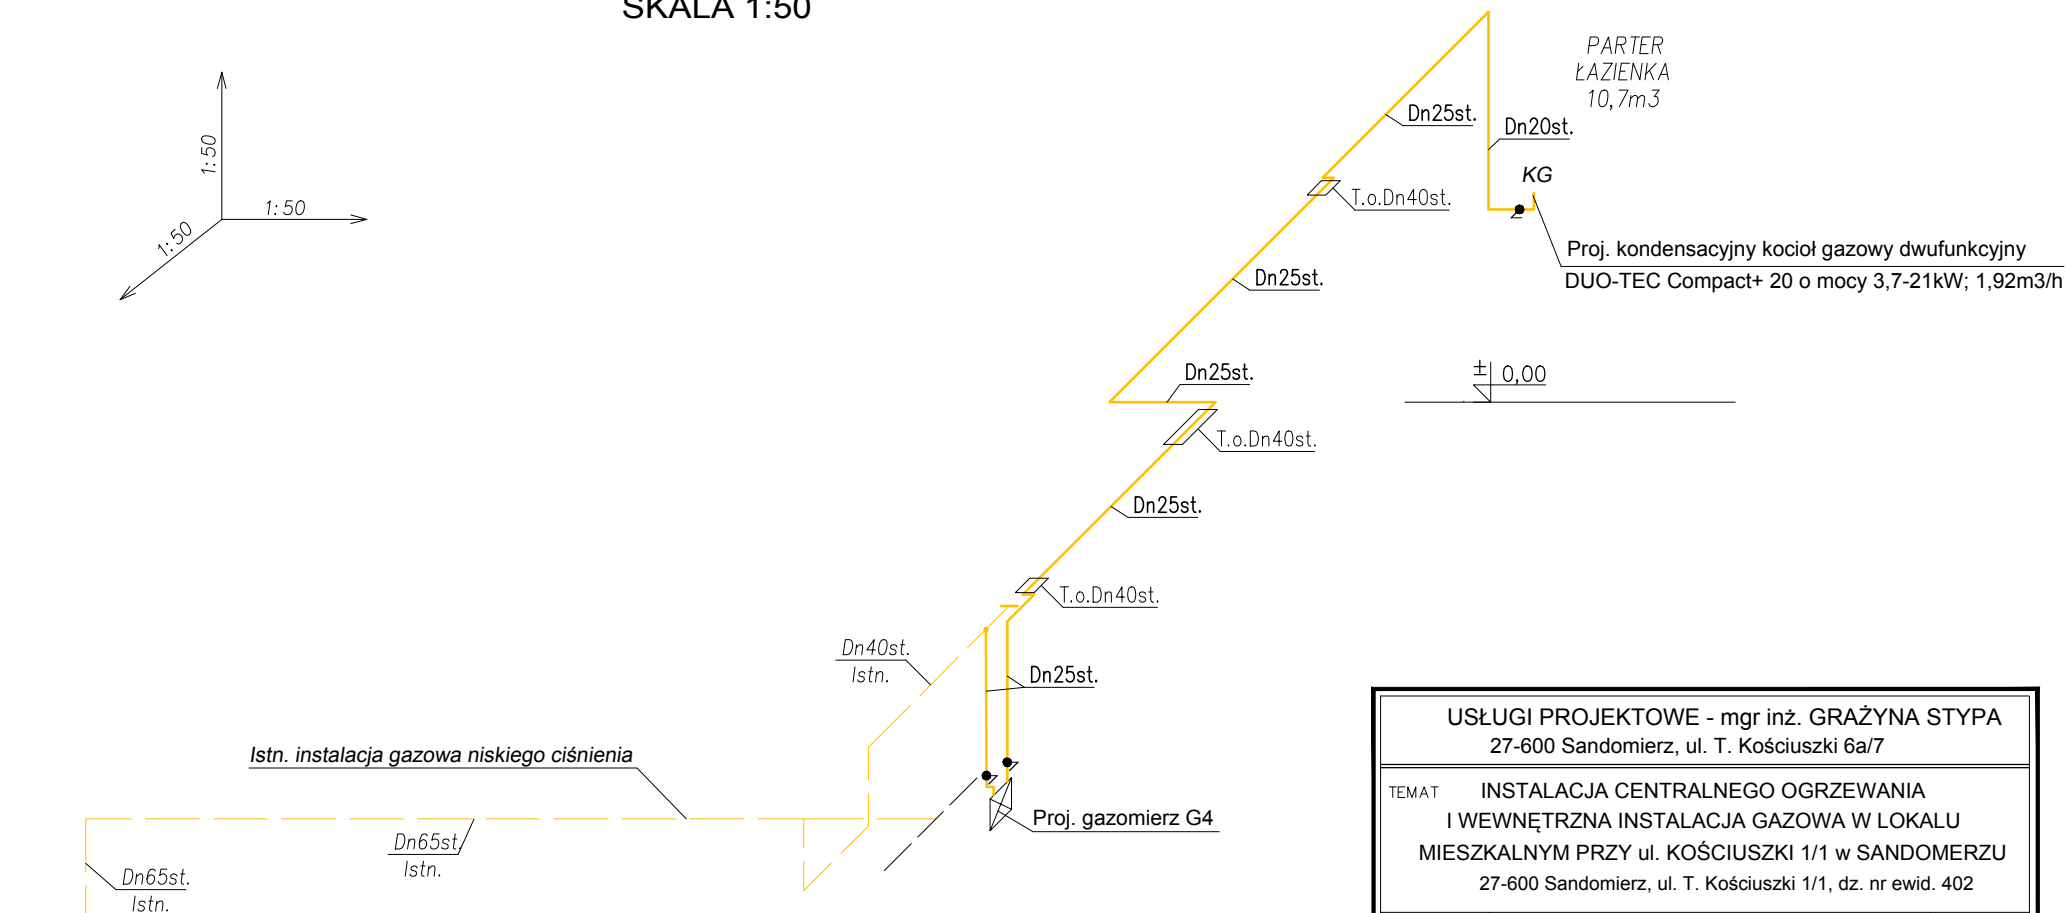 SKALA 1:50
PARTER
ŁAZIENKA
10,7m3
Dn25st.
Dn20st.
1:50
KG
T.o.Dn40st.
1:50
1:50
Proj. kondensacyjny kocioł gazowy dwufunkcyjny
DUO-TEC Compact+ 20 o mocy 3,7-21kW; 1,92m3/h
Dn25st.
Dn25st.
± 0,00
T.o.Dn40st.
Dn25st.
T.o.Dn40st.
Dn40st.
Istn.
Dn25st.
Istn. instalacja gazowa niskiego ciśnienia
Proj. gazomierz G4
Dn65st.
Istn.
Dn65st.
Istn.
USŁUGI PROJEKTOWE - mgr inż. GRAŻYNA STYPA
27-600 Sandomierz, ul. T. Kościuszki 6a/7
TEMAT INSTALACJA CENTRALNEGO OGRZEWANIA
I WEWNĘTRZNA INSTALACJA GAZOWA W LOKALU
MIESZKALNYM PRZY ul. KOŚCIUSZKI 1/1 w SANDOMERZU
27-600 Sandomierz, ul. T. Kościuszki 1/1, dz. nr ewid. 402